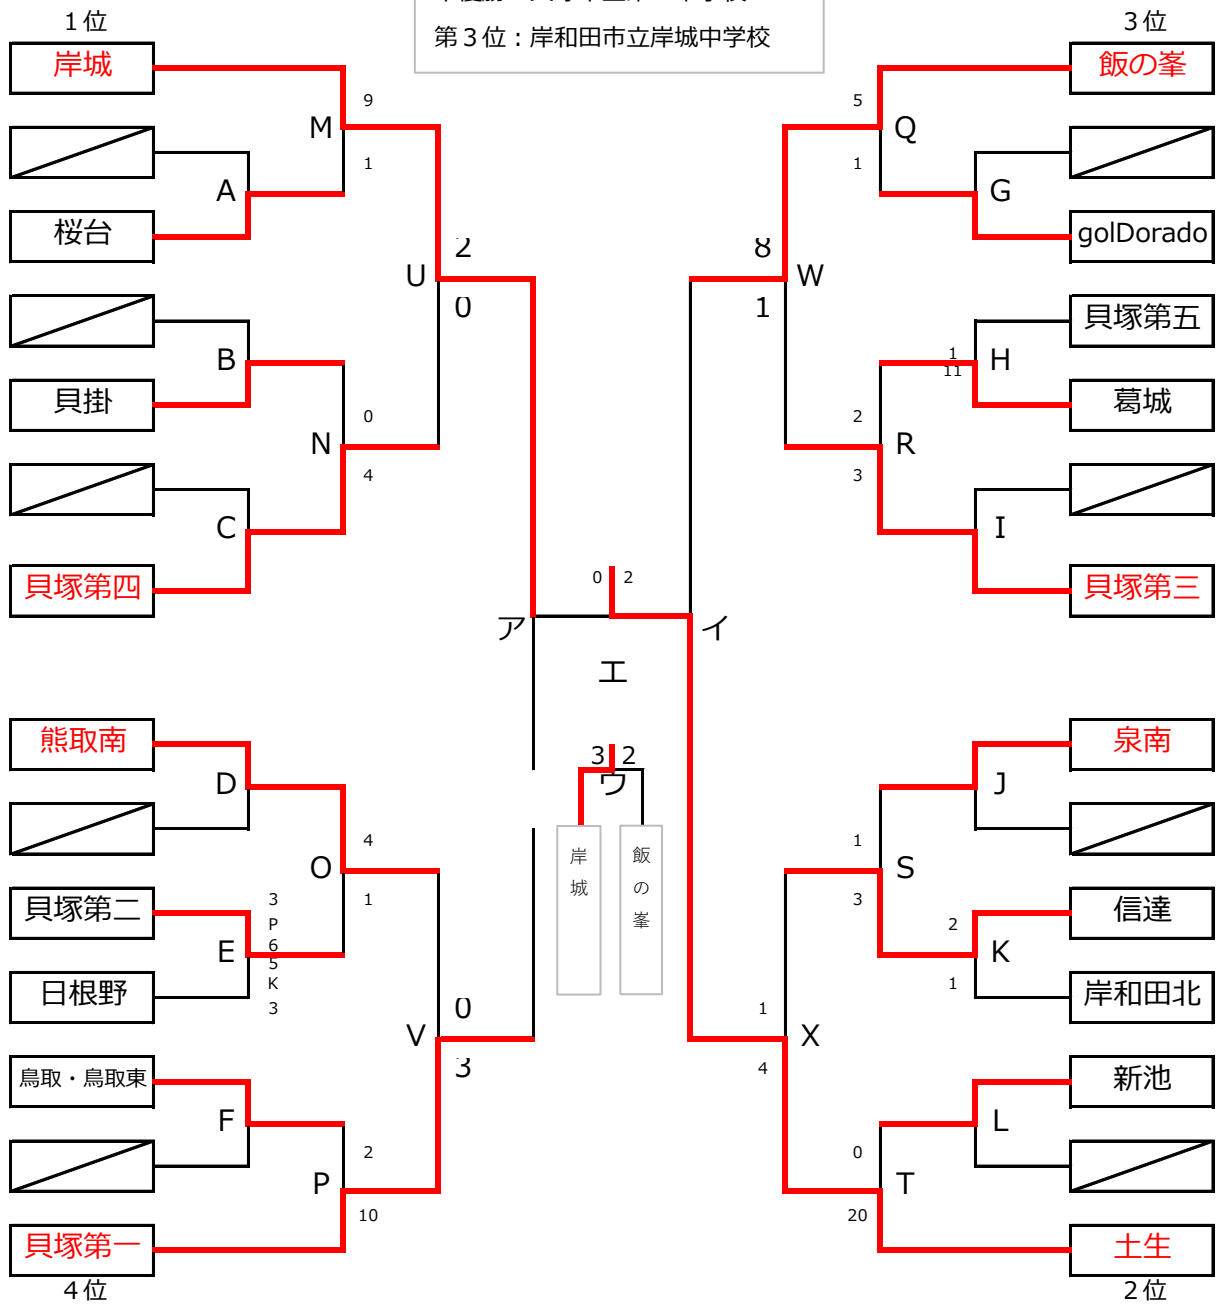 第３位：岸和田市立岸城中学校
１位
３位
岸城
飯の峯
9
5
M
Q
1
1
A
G
桜台
golDorado
2
8
U
W
0
1
貝塚第五
B
1
H
11
貝掛
葛城
0
2
N
R
4
3
C
I
貝塚第四
0
2
貝塚第三
ア
イ
エ
熊取南
泉南
3
2
ウ
D
J
4
1
岸城
飯の峯
O
S
貝塚第二
3
P
6
5
K
3
1
3
2
信達
E
K
日根野
1
岸和田北
0
1
V
X
3
4
鳥取・鳥取東
新池
F
L
2
0
P
T
10
20
貝塚第一
土生
４位
２位